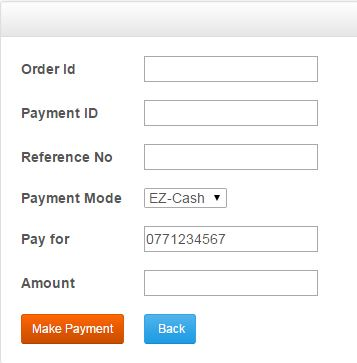 Order Id
Payment ID
Reference No
Payment Mode EZ-Cash
Pay for 0771234567
Amount
Make Payment Back